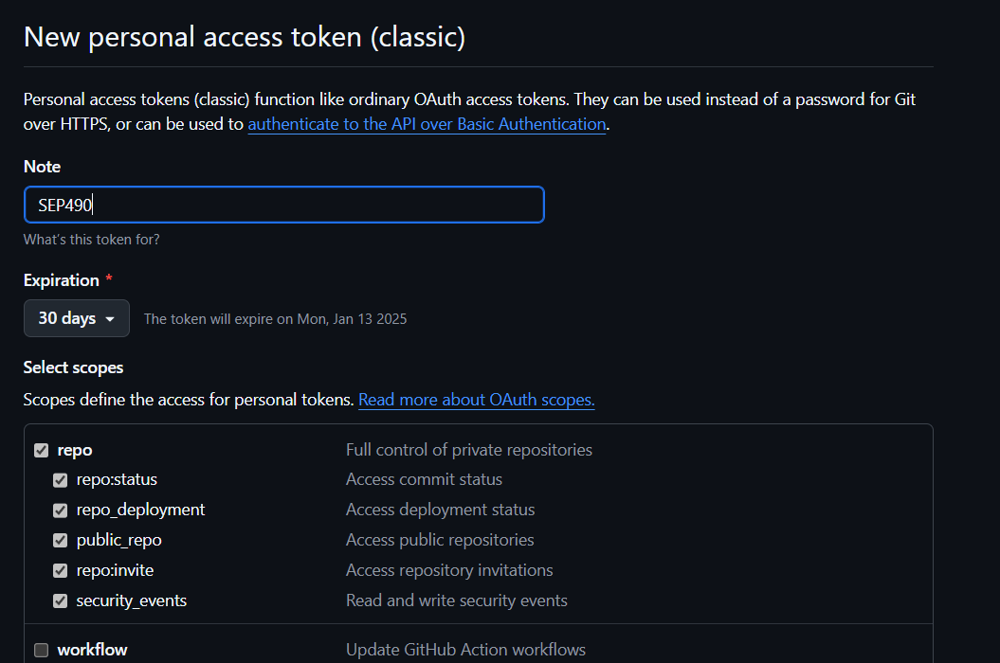 New personal access token (classic)
Personal access tokens (classic) function like ordinary OAuth access tokens. They can be used instead of a password for Git
over HTTPS, or can be used to authenticate to the API over Basic Authentication.
Note
SEP490
What's this token for?
Expiration *
30 days The token will expire on Mon, Jan 13 2025
Select scopes
Scopes define the access for personal tokens. Read more about OAuth scopes.
repo Full control of private repositories
repo:status Access commit status
repo_deployment Access deployment status
public_repo Access public repositories
repo:invite Access repository invitations
security_events Read and write security events
workflow Update GitHub Action workflows